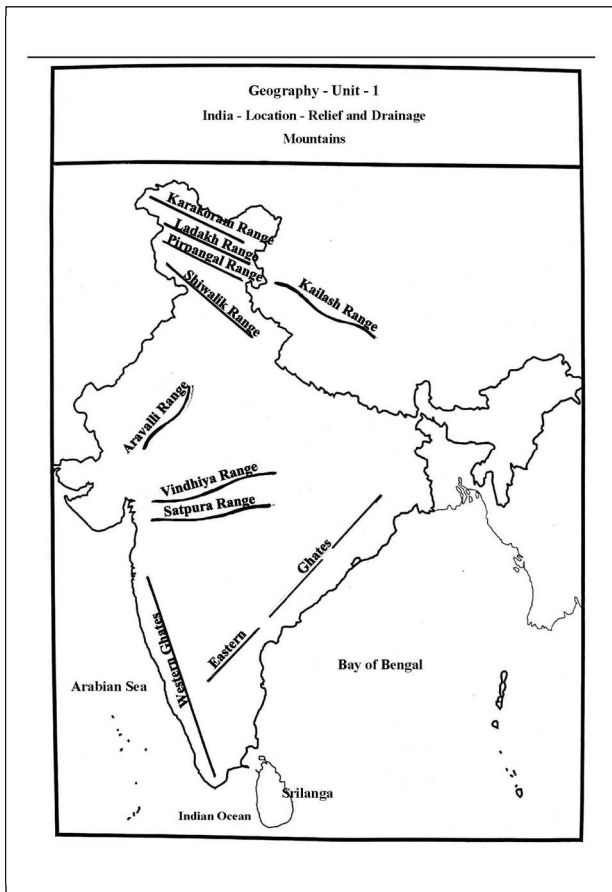 Geography - Unit - 1
India - Location - Relief and Drainage
Mountains
Karakoram Range
Ladakh Range
Pirpangal Range
Shiwalik Range
Kailash Range
Aravalli Range
Vindhiya Range
Satpura Range
Ghates
Eastern
Western Ghates
Bay of Bengal
Arabian Sea
Srilanga
Indian Ocean